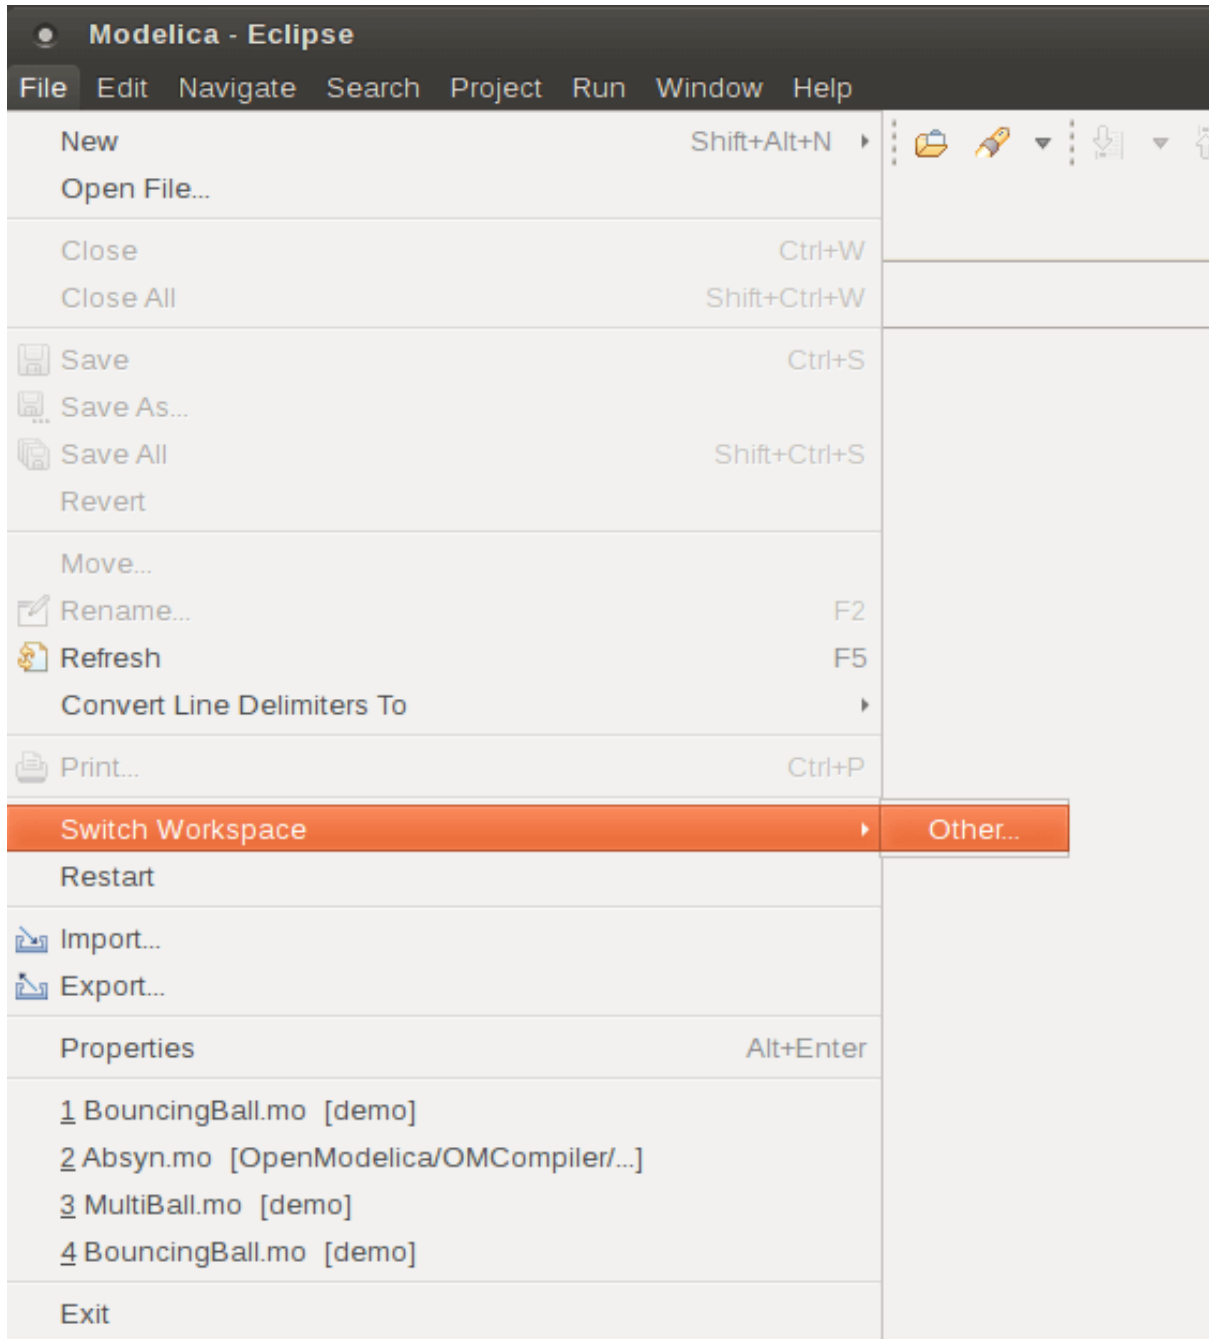 Modelica - Eclipse
File Edit Navigate Search Project Run Window Help
New Shift+Alt+N
Open File...
Close Ctrl+W
Close All Shift+Ctrl+W
Save Ctrl+S
Save As...
Save All Shift+Ctrl+S
Revert
Move...
Rename... F2
Refresh F5
Convert Line Delimiters To
Print... Ctrl+P
Switch Workspace Other...
Restart
Import...
Export...
Properties Alt+Enter
1 BouncingBall.mo [demo]
2 Absyn.mo [OpenModelica/OMCompiler/...]
3 MultiBall.mo [demo]
4 BouncingBall.mo [demo]
Exit